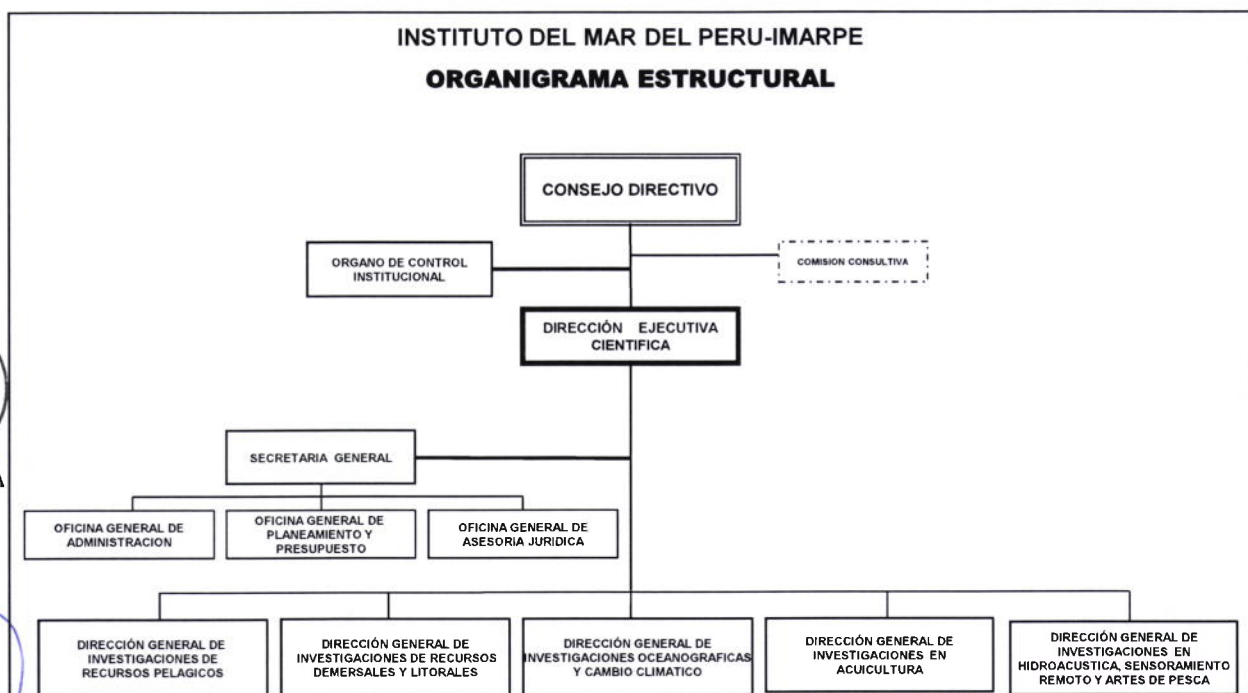 INSTITUTO DEL MAR DEL PERU-IMARPE
ORGANIGRAMA ESTRUCTURAL
CONSEJO DIRECTIVO
ORGANO DE CONTROL
INSTITUCIONAL
COMISION CONSULTIVA
DIRECCIÓN EJECUTIVA
CIENTIFICA
SECRETARIA GENERAL
OFICINA GENERAL DE
ADMINISTRACION
OFICINA GENERAL DE
PLANEAMIENTO Y
PRESUPUESTO
OFICINA GENERAL DE
ASESORIA JURIDICA
DIRECCIÓN GENERAL DE
INVESTIGACIONES DE
RECURSOS PELAGICOS
DIRECCIÓN GENERAL DE
INVESTIGACIONES DE RECURSOS
DEMERSALES Y LITORALES
DIRECCIÓN GENERAL DE
INVESTIGACIONES OCEANOGRAFICAS
Y CAMBIO CLIMATICO
DIRECCIÓN GENERAL DE
INVESTIGACIONES EN
ACUICULTURA
DIRECCIÓN GENERAL DE
INVESTIGACIONES EN
HIDROACUSTICA, SENSORAMIENTO
REMOTO Y ARTES DE PESCA